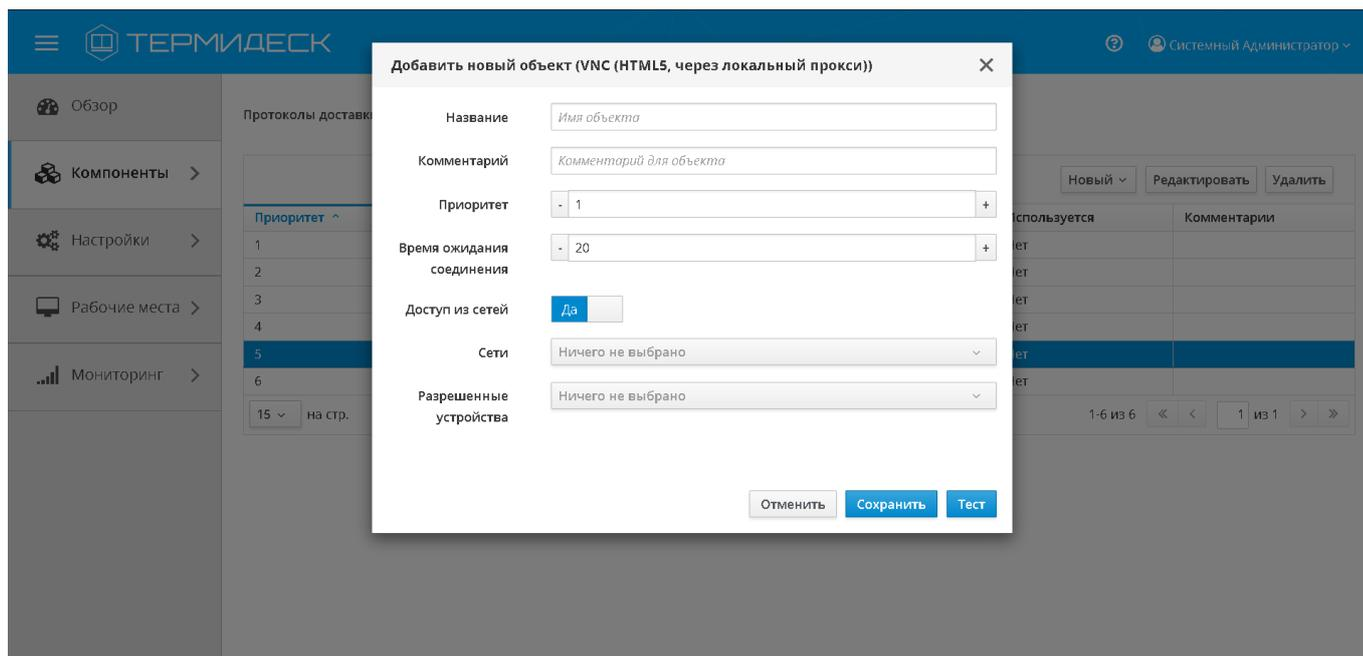 ТЕРМИДЕСК
Системный Администратор
Добавить новый объект (VNC (HTML5, через локальный прокси))
Обзор
Компоненты
Настройки
Рабочие места
Мониторинг
Протоколы доставк
Новый
Редактировать
Удалить
Приоритет
Используется
Комментарии
1
ет
2
ет
3
ет
4
ет
5
ет
6
ет
15
на стр.
1-6 из 6
1 из 1
Название
Имя объекта
Комментарий
Комментарий для объекта
Приоритет
- 1 +
Время ожидания
соединения
- 20 +
Доступ из сетей
Да
Сети
Ничего не выбрано
Разрешенные
устройства
Ничего не выбрано
Отменить
Сохранить
Тест